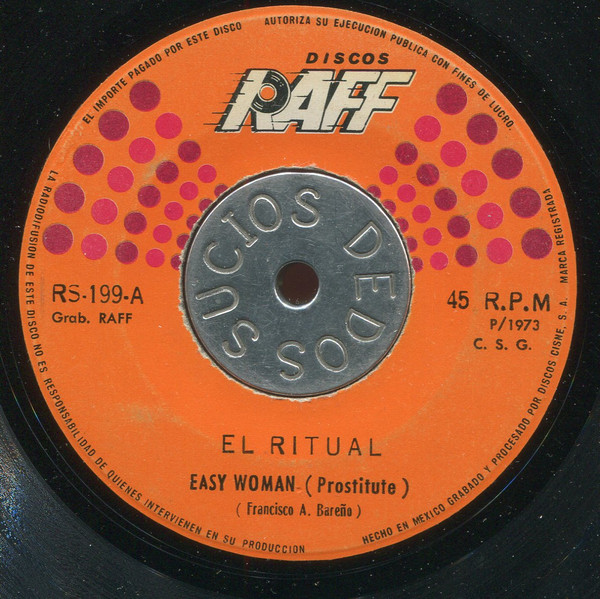 EL IMPORTE PAGADO POR ESTE DISCO AUTORIZA SU EJECUCION PUBLICA CON FINES DE LUCRO.
DISCOS
RAFF
DEDOS SUCIOS
RS-199-A
Grab. RAFF
45 R.P.M
P/1973
C. S. G.
EL RITUAL
EASY WOMAN (Prostitute)
(Francisco A. Bareño)
LA RADIODIFUSION DE ESTE DISCO NO ES RESPONSABILIDAD DE QUIENES INTERVIENEN EN SU PRODUCCION
HECHO EN MEXICO GRABADO Y PROCESADO POR DISCOS CISNE, S. A. MARCA REGISTRADA